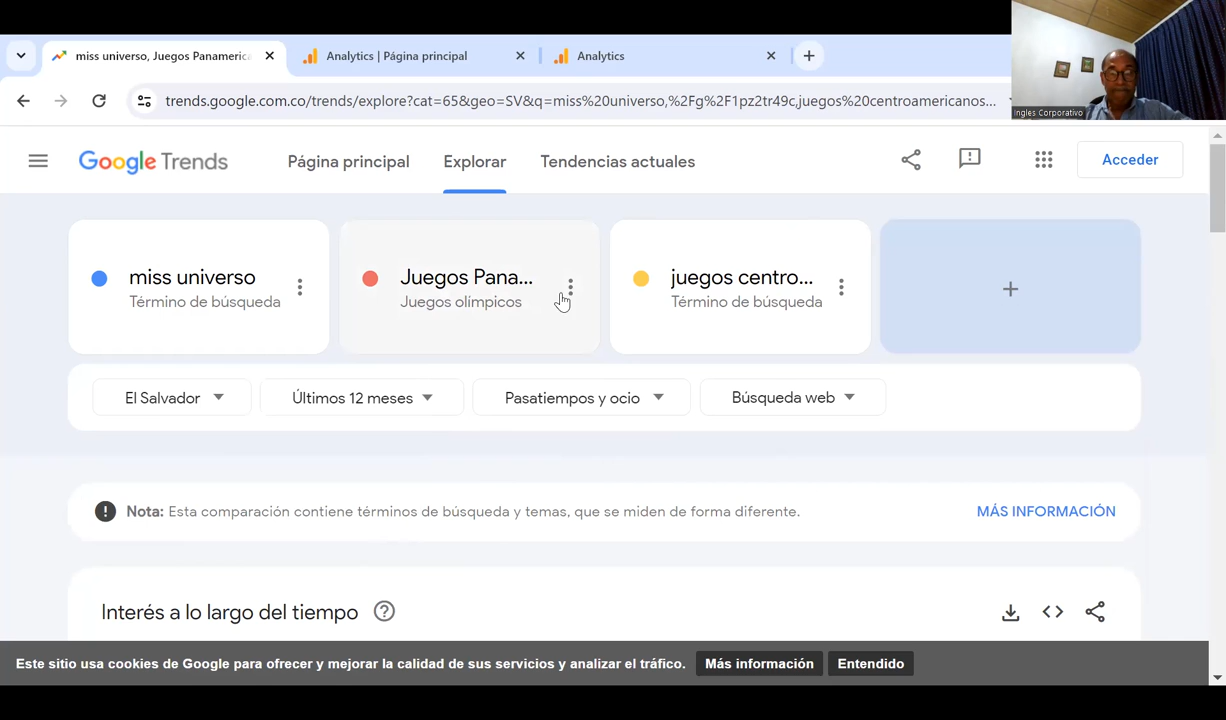 miss universo, Juegos Panameric
Analytics | Página principal
Analytics
trends.google.com.co/trends/explore?cat=65&geo=SV&q=miss%20universo,%2Fg%2F1pz2tr49c,juegos%20centroamericanos...
Ingles Corporativo
Google Trends
Página principal
Explorar
Tendencias actuales
Acceder
miss universo
Término de búsqueda
Juegos Pana...
Juegos olímpicos
juegos centro...
Término de búsqueda
+
El Salvador
Últimos 12 meses
Pasatiempos y ocio
Búsqueda web
Nota: Esta comparación contiene términos de búsqueda y temas, que se miden de forma diferente.
MÁS INFORMACIÓN
Interés a lo largo del tiempo
Este sitio usa cookies de Google para ofrecer y mejorar la calidad de sus servicios y analizar el tráfico.
Más información
Entendido